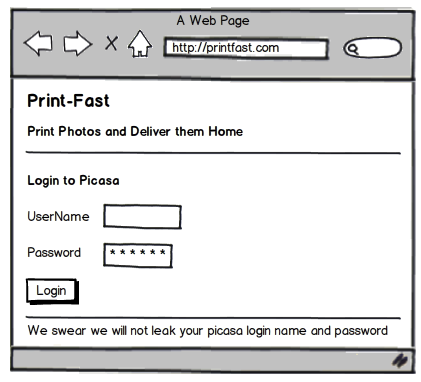 A Web Page
http://printfast.com
Print-Fast
Print Photos and Deliver them Home
Login to Picasa
UserName
Password ******
Login
We swear we will not leak your picasa login name and password